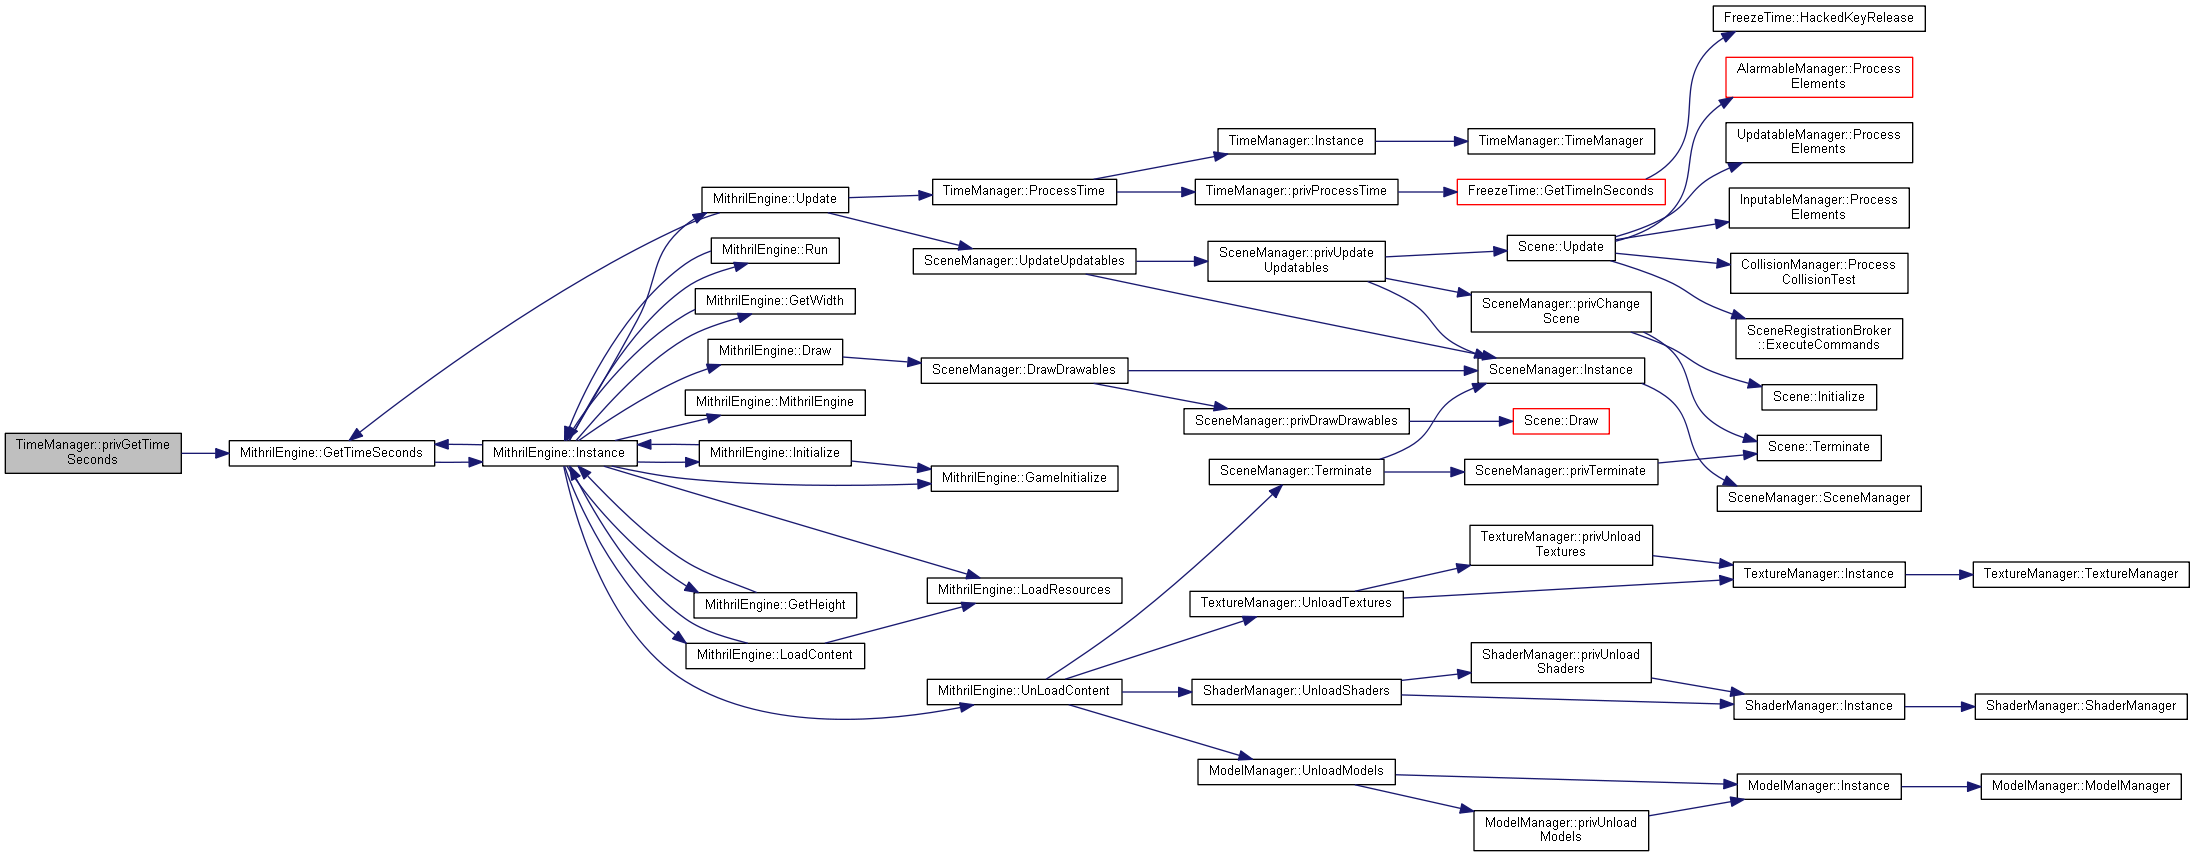 FreezeTime::HackedKeyRelease
AlarmableManager::Process
Elements
UpdatableManager::Process
Elements
TimeManager::Instance
TimeManager::TimeManager
MithrilEngine::Update
TimeManager::ProcessTime
TimeManager::privProcessTime
FreezeTime::GetTimeInSeconds
InputableManager::Process
Elements
MithrilEngine::Run
SceneManager::UpdateUpdatables
SceneManager::privUpdate
Updatables
Scene::Update
CollisionManager::Process
CollisionTest
MithrilEngine::GetWidth
SceneManager::privChange
Scene
SceneRegistrationBroker
::ExecuteCommands
MithrilEngine::Draw
SceneManager::DrawDrawables
SceneManager::Instance
MithrilEngine::MithrilEngine
Scene::Initialize
SceneManager::privDrawDrawables
Scene::Draw
TimeManager::privGetTime
Seconds
MithrilEngine::GetTimeSeconds
MithrilEngine::Instance
MithrilEngine::Initialize
MithrilEngine::GameInitialize
SceneManager::Terminate
SceneManager::privTerminate
Scene::Terminate
SceneManager::SceneManager
TextureManager::privUnload
Textures
MithrilEngine::LoadResources
TextureManager::Instance
TextureManager::TextureManager
MithrilEngine::GetHeight
TextureManager::UnloadTextures
MithrilEngine::LoadContent
ShaderManager::privUnload
Shaders
MithrilEngine::UnLoadContent
ShaderManager::UnloadShaders
ShaderManager::Instance
ShaderManager::ShaderManager
ModelManager::UnloadModels
ModelManager::Instance
ModelManager::ModelManager
ModelManager::privUnload
Models